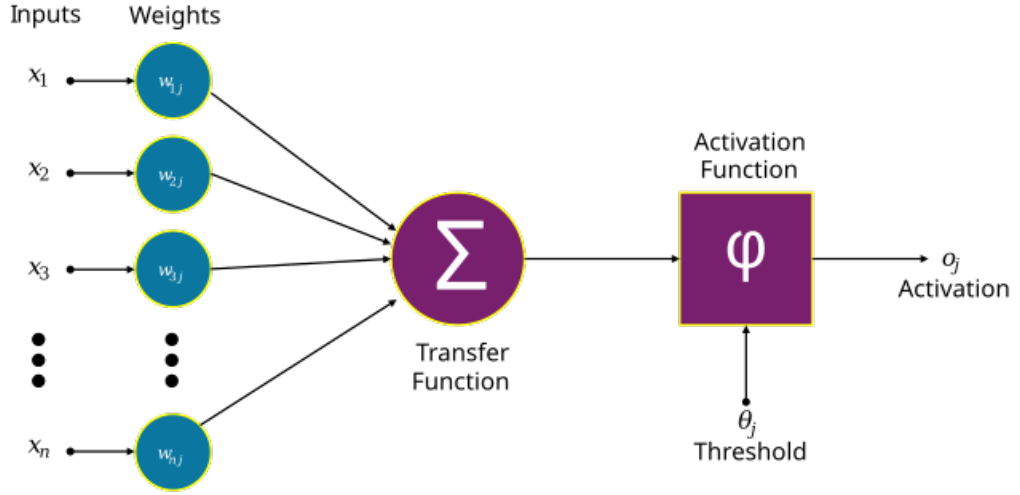 Inputs Weights
x₁ w₁ⱼ
x₂ w₂ⱼ
x₃ w₃ⱼ
xₙ wₙⱼ
Σ
Transfer
Function
Activation
Function
φ
oⱼ
Activation
θⱼ
Threshold